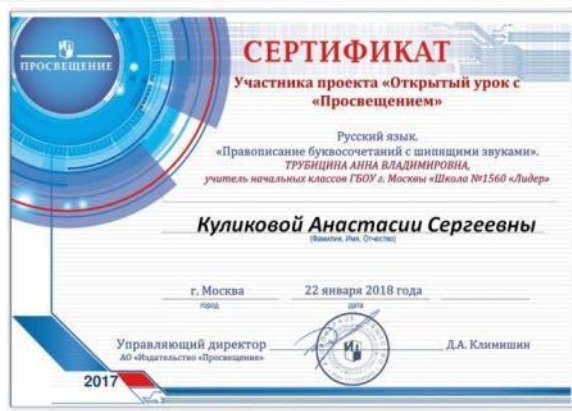 ПРОСВЕЩЕНИЕ
СЕРТИФИКАТ
Участника проекта «Открытый урок с
«Просвещением»
Русский язык.
«Правописание буквосочетаний с шипящими звуками».
ТРУБИЦИНА АННА ВЛАДИМИРОВНА,
учитель начальных классов ГБОУ г. Москвы «Школа №1560 «Лидер»
Куликовой Анастасии Сергеевны
(Фамилия, Имя, Отчество)
г. Москва 22 января 2018 года
город дата
Управляющий директор Д.А. Климишин
АО «Издательство «Просвещение»
2017